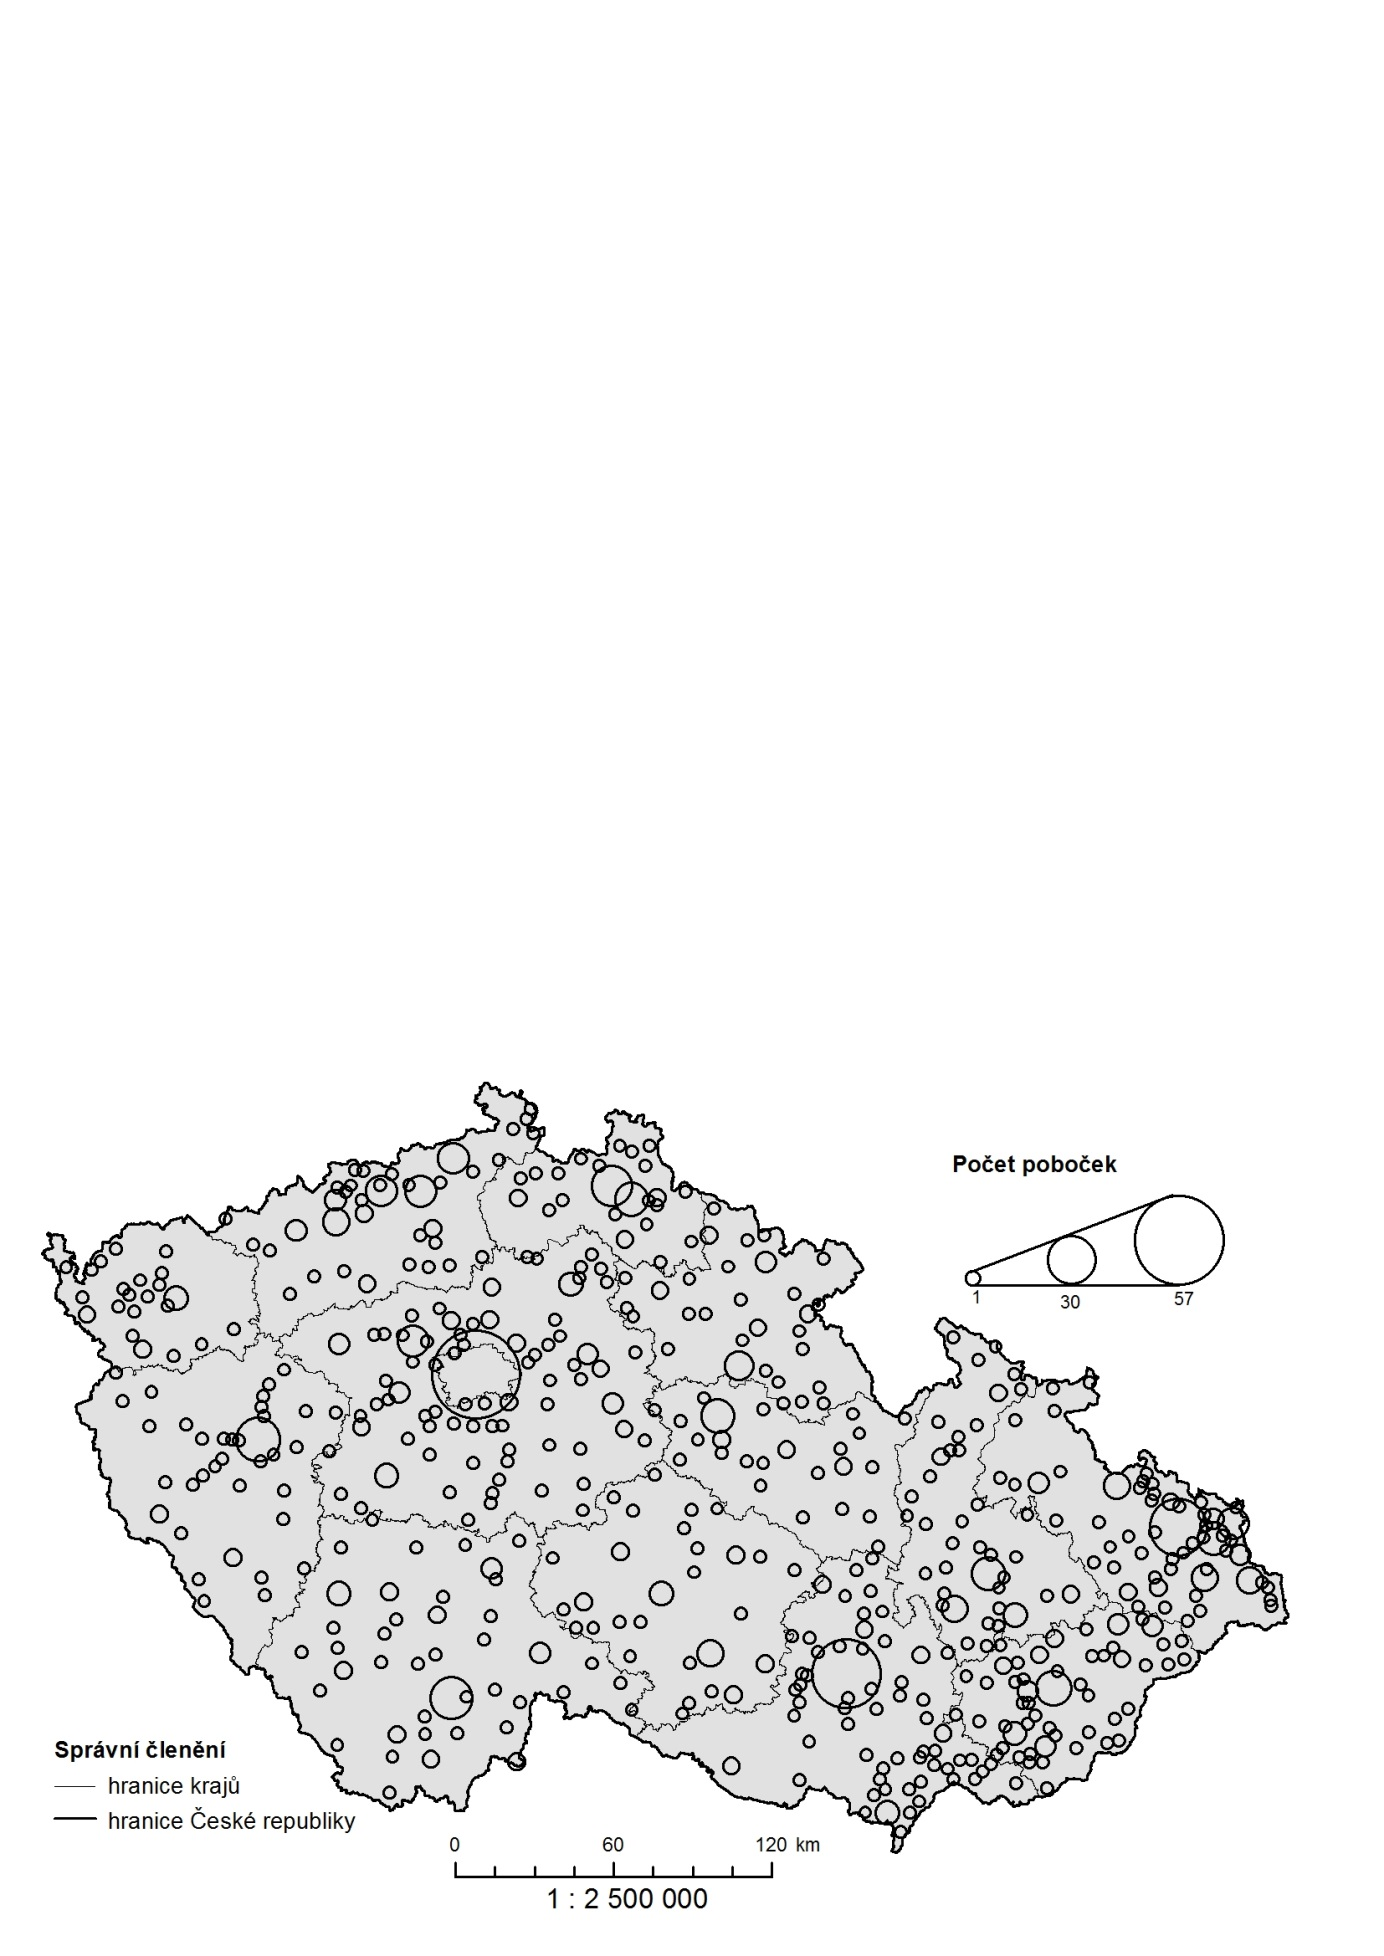 Počet poboček
1
30
57
Správní členění
hranice krajů
hranice České republiky
0 60 120 km
1 : 2 500 000